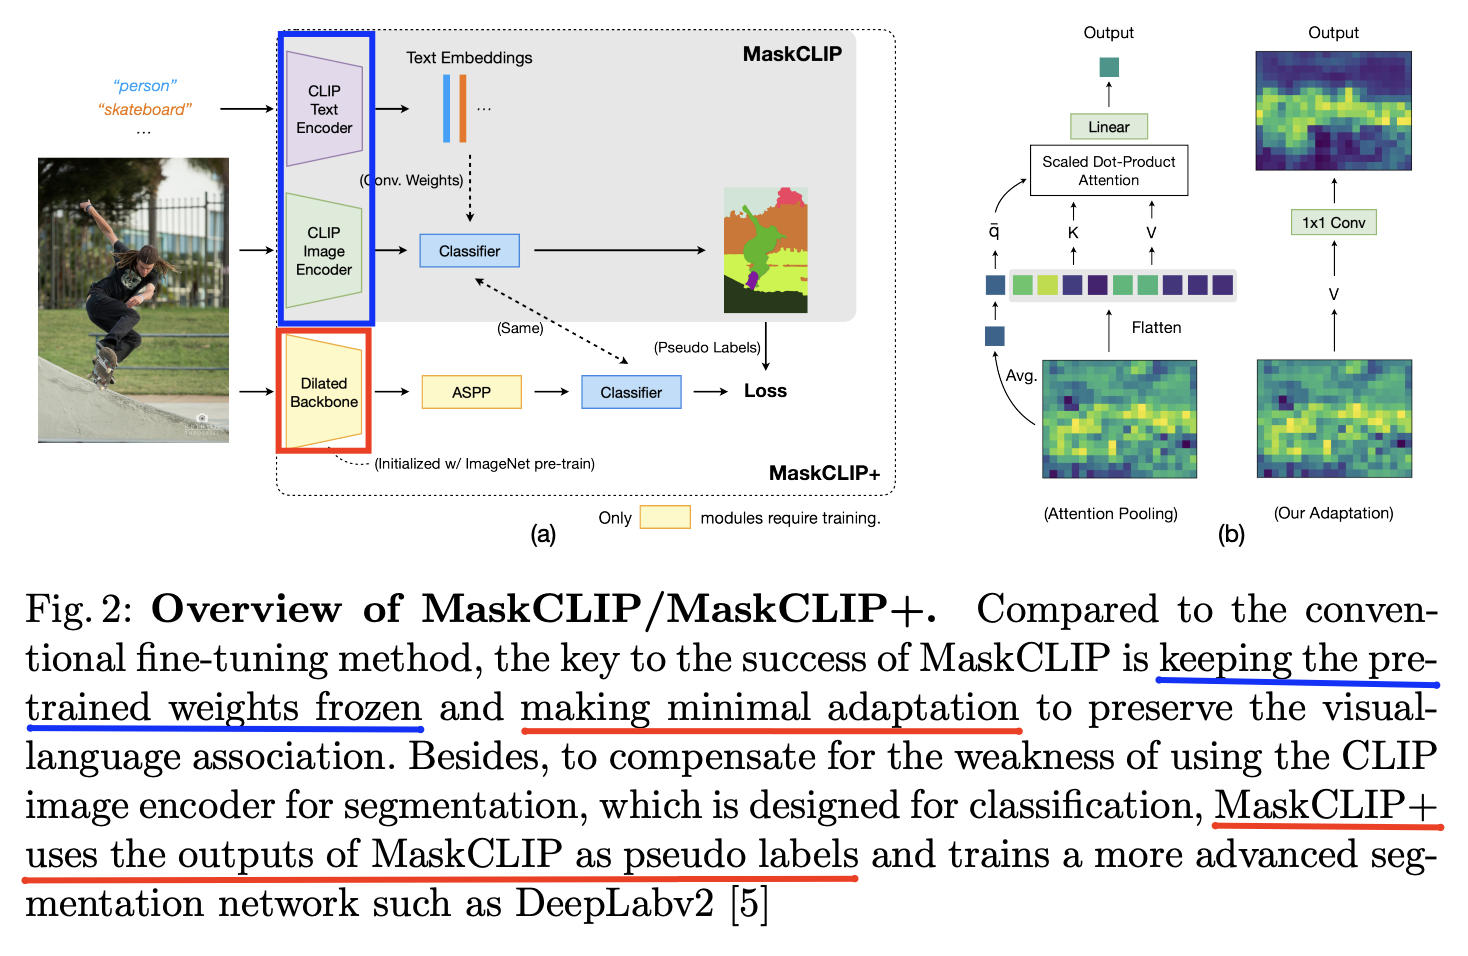 MaskCLIP
“person”
“skateboard”
...
CLIP
Text
Encoder
Text Embeddings
...
(Conv. Weights)
CLIP
Image
Encoder
Classifier
(Same)
(Pseudo Labels)
Dilated
Backbone
ASPP
Classifier
Loss
(Initialized w/ ImageNet pre-train)
MaskCLIP+
Only modules require training.
(a)
Output
Linear
Scaled Dot-Product
Attention
q̄
K
V
Flatten
Avg.
(Attention Pooling)
Output
1x1 Conv
V
(Our Adaptation)
(b)
Fig. 2: Overview of MaskCLIP/MaskCLIP+. Compared to the conven-
tional fine-tuning method, the key to the success of MaskCLIP is keeping the pre-
trained weights frozen and making minimal adaptation to preserve the visual-
language association. Besides, to compensate for the weakness of using the CLIP
image encoder for segmentation, which is designed for classification, MaskCLIP+
uses the outputs of MaskCLIP as pseudo labels and trains a more advanced seg-
mentation network such as DeepLabv2 [5]